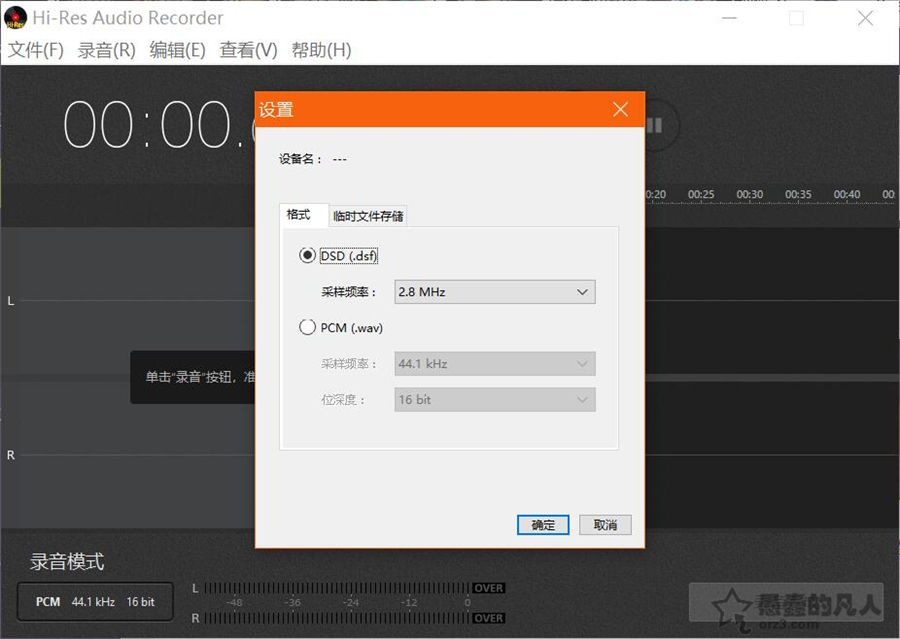 Hi-Res Audio Recorder
文件(F) 录音(R) 编辑(E) 查看(V) 帮助(H)
00:00.
设置
设备名： ---
0:20 00:25 00:30 00:35 00:40 00:
格式 临时文件存储
DSD (.dsf)
采样频率： 2.8 MHz
PCM (.wav)
L
采样频率： 44.1 kHz
单击“录音”按钮，准
位深度： 16 bit
R
确定 取消
录音模式
PCM 44.1 kHz 16 bit
L OVER
-48 -36 -24 -12 0
R OVER
愚蠢的凡人
orz3.com